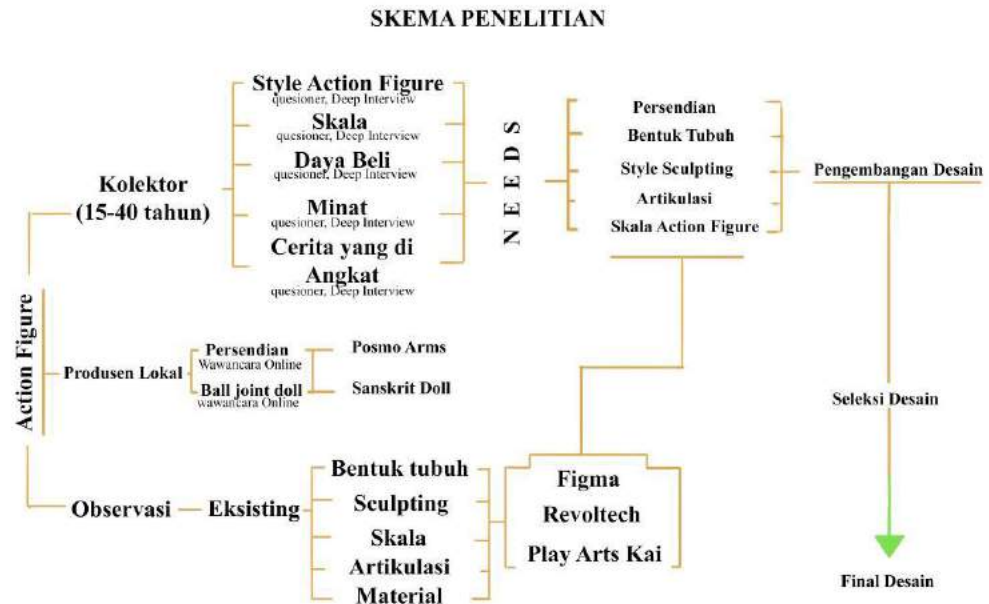 SKEMA PENELITIAN
Action Figure
Kolektor
(15-40 tahun)
Style Action Figure
quesioner, Deep Interview
Skala
quesioner, Deep Interview
Daya Beli
quesioner, Deep Interview
Minat
quesioner, Deep Interview
Cerita yang di
Angkat
quesioner, Deep Interview
NEEDS
Persendian
Bentuk Tubuh
Style Sculpting
Artikulasi
Skala Action Figure
Pengembangan Desain
Seleksi Desain
Final Desain
Produsen Lokal
Persendian
Wawancara Online
Ball joint doll
wawancara Online
Posmo Arms
Sanskrit Doll
Observasi
Eksisting
Bentuk tubuh
Sculpting
Skala
Artikulasi
Material
Figma
Revoltech
Play Arts Kai